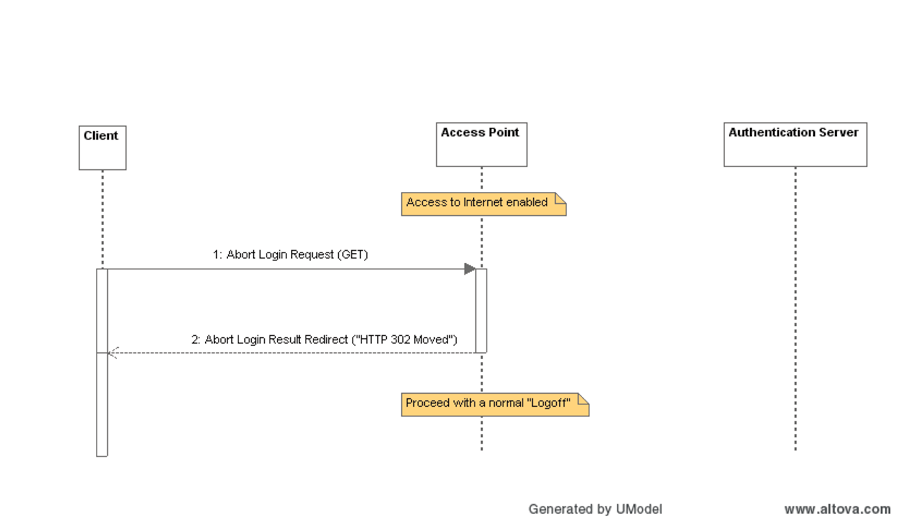 Client
Access Point
Authentication Server
Access to Internet enabled
1: Abort Login Request (GET)
2: Abort Login Result Redirect ("HTTP 302 Moved")
Proceed with a normal "Logoff"
Generated by UModel
www.altova.com